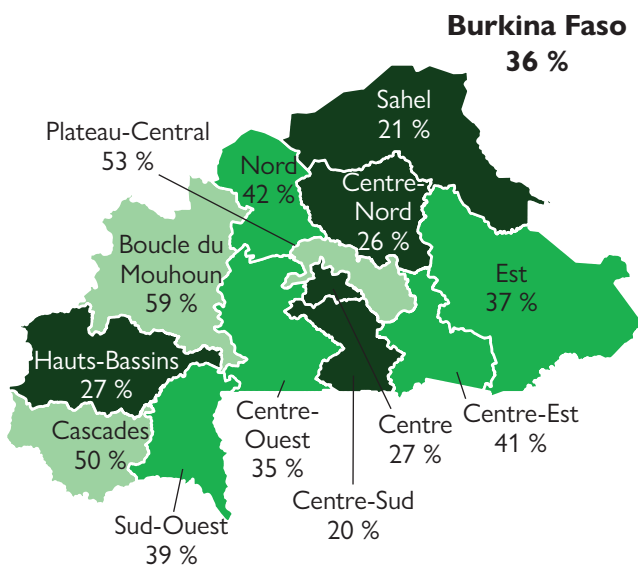 Burkina Faso
36 %
Sahel
21 %
Plateau-Central
53 %
Nord
42 %
Centre-
Nord
26 %
Boucle du
Mouhoun
59 %
Est
37 %
Hauts-Bassins
27 %
Cascades
50 %
Centre-
Ouest
35 %
Centre
27 %
Centre-Est
41 %
Centre-Sud
20 %
Sud-Ouest
39 %